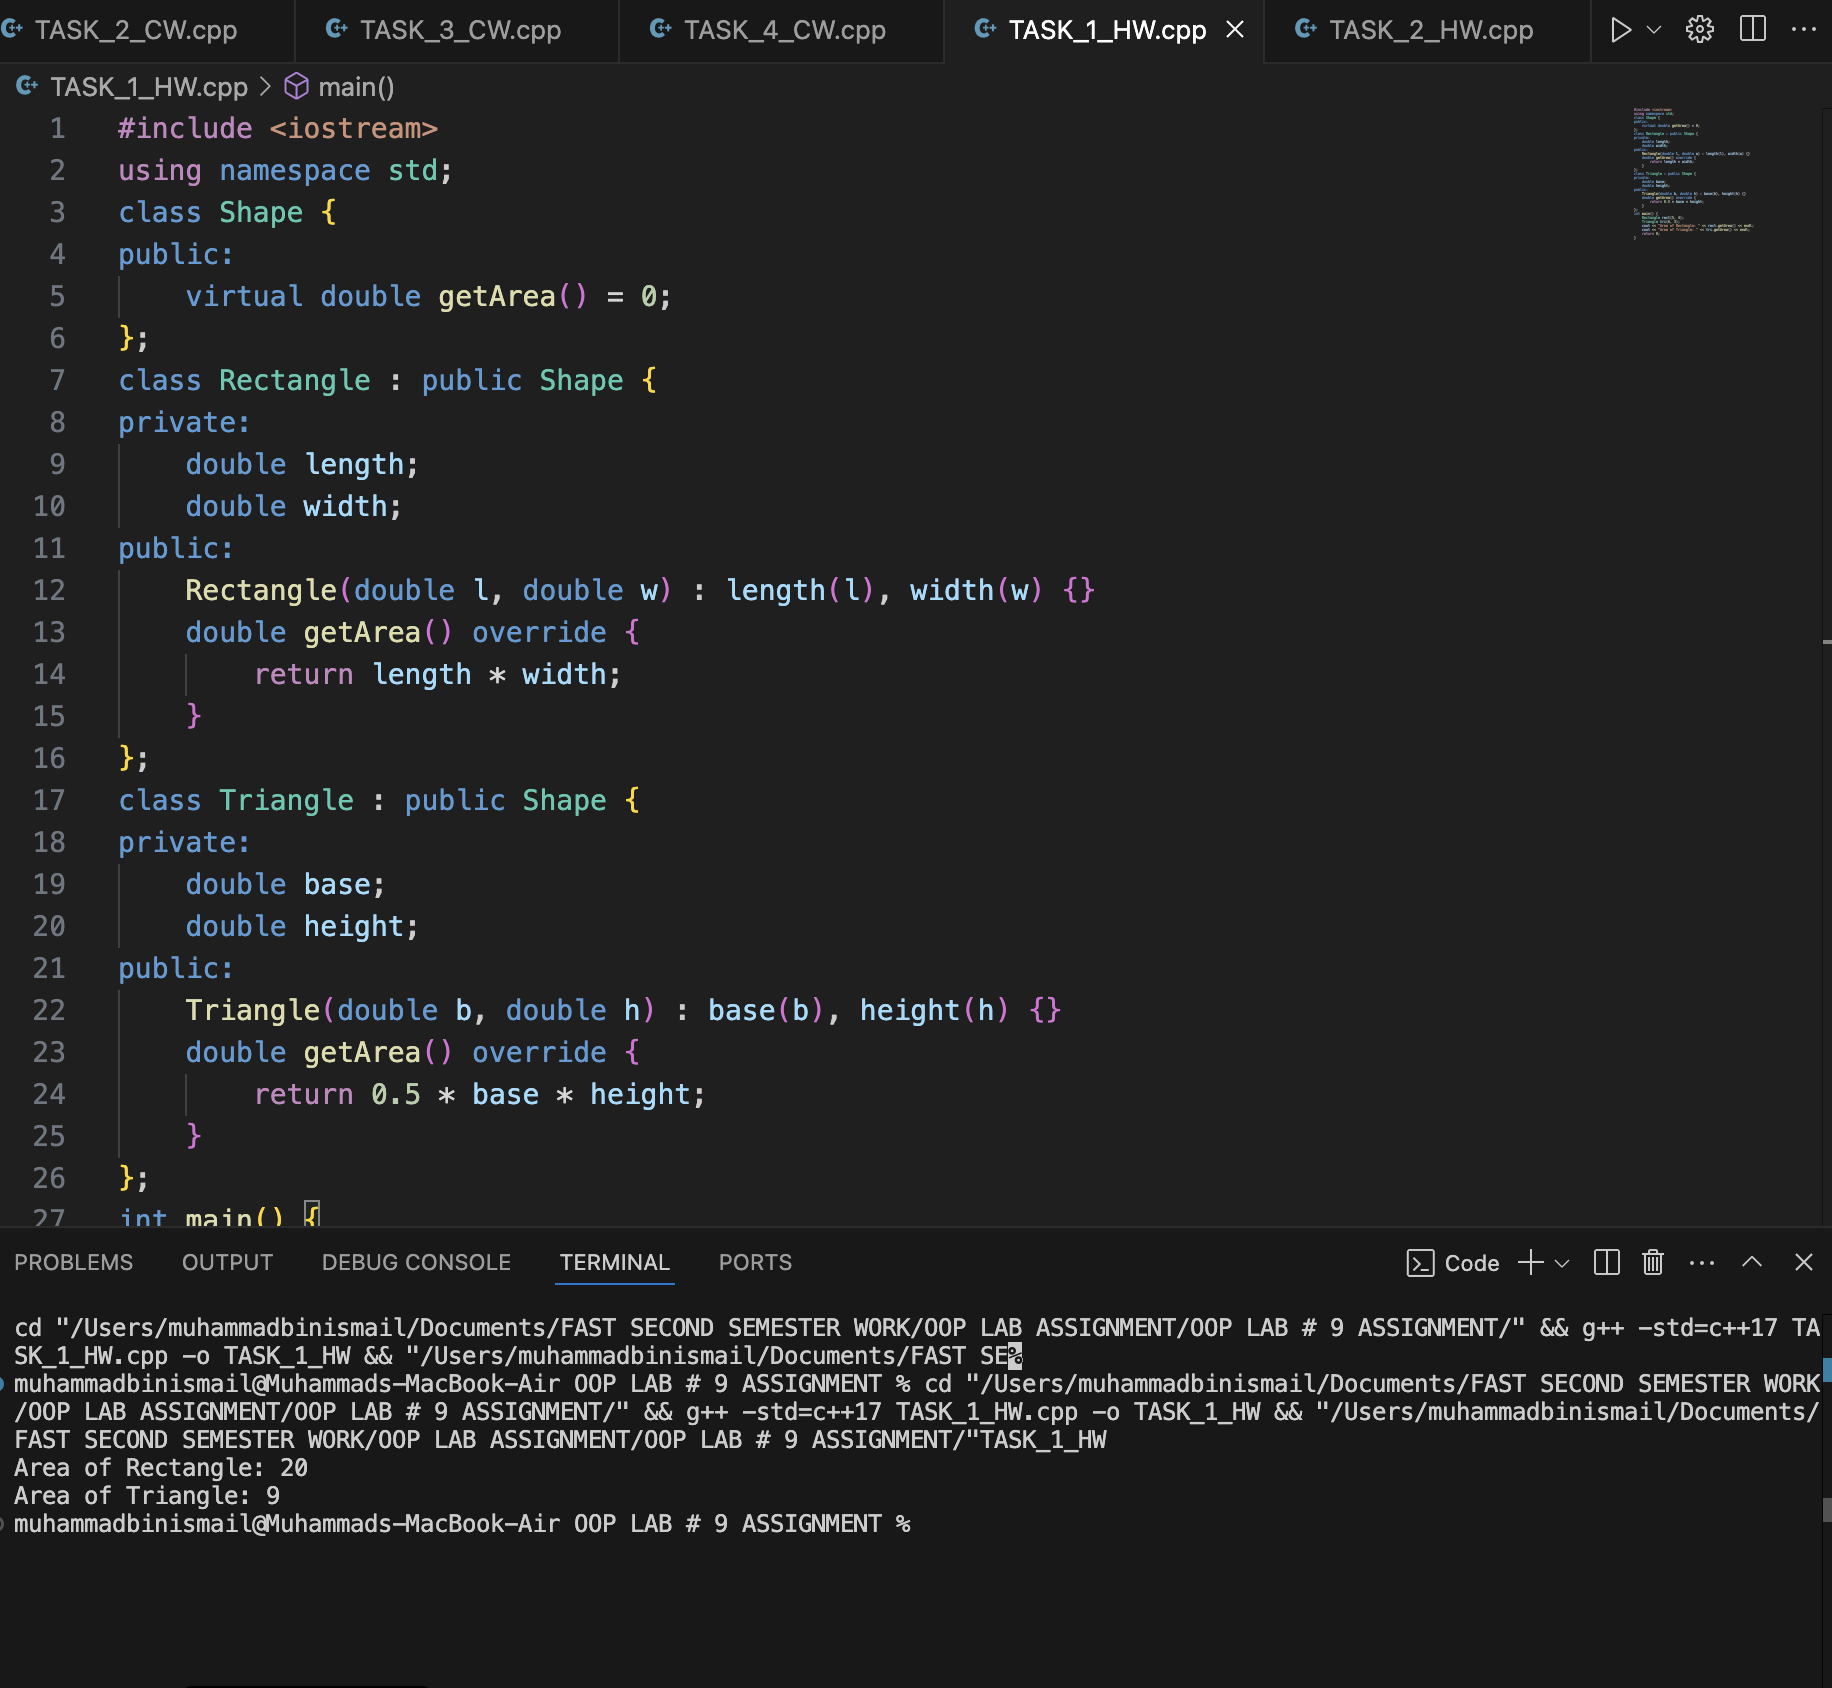 TASK_2_CW.cpp TASK_3_CW.cpp TASK_4_CW.cpp TASK_1_HW.cpp TASK_2_HW.cpp
TASK_1_HW.cpp > main()
1 #include <iostream>
2 using namespace std;
3 class Shape {
4 public:
5     virtual double getArea() = 0;
6 };
7 class Rectangle : public Shape {
8 private:
9     double length;
10     double width;
11 public:
12     Rectangle(double l, double w) : length(l), width(w) {}
13     double getArea() override {
14         return length * width;
15     }
16 };
17 class Triangle : public Shape {
18 private:
19     double base;
20     double height;
21 public:
22     Triangle(double b, double h) : base(b), height(h) {}
23     double getArea() override {
24         return 0.5 * base * height;
25     }
26 };
27 int main() {
PROBLEMS OUTPUT DEBUG CONSOLE TERMINAL PORTS Code
cd "/Users/muhammadbinismail/Documents/FAST SECOND SEMESTER WORK/OOP LAB ASSIGNMENT/OOP LAB # 9 ASSIGNMENT/" && g++ -std=c++17 TA
SK_1_HW.cpp -o TASK_1_HW && "/Users/muhammadbinismail/Documents/FAST SE%
muhammadbinismail@Muhammads-MacBook-Air OOP LAB # 9 ASSIGNMENT % cd "/Users/muhammadbinismail/Documents/FAST SECOND SEMESTER WORK
/OOP LAB ASSIGNMENT/OOP LAB # 9 ASSIGNMENT/" && g++ -std=c++17 TASK_1_HW.cpp -o TASK_1_HW && "/Users/muhammadbinismail/Documents/
FAST SECOND SEMESTER WORK/OOP LAB ASSIGNMENT/OOP LAB # 9 ASSIGNMENT/"TASK_1_HW
Area of Rectangle: 20
Area of Triangle: 9
muhammadbinismail@Muhammads-MacBook-Air OOP LAB # 9 ASSIGNMENT %